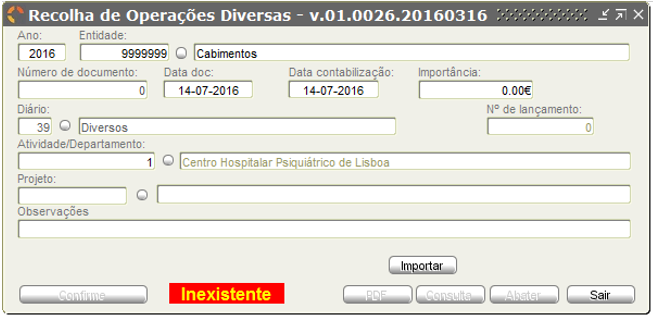 Recolha de Operações Diversas - v.01.0026.20160316
Ano: Entidade:
2016 9999999 Cabimentos
Número de documento: Data doc: Data contabilização: Importância:
0 14-07-2016 14-07-2016 0.00€
Diário: Nº de lançamento:
39 Diversos 0
Atividade/Departamento:
1 Centro Hospitalar Psiquiátrico de Lisboa
Projeto:
Observações
Importar
Confirme Inexistente PDF Consulta Abater Sair